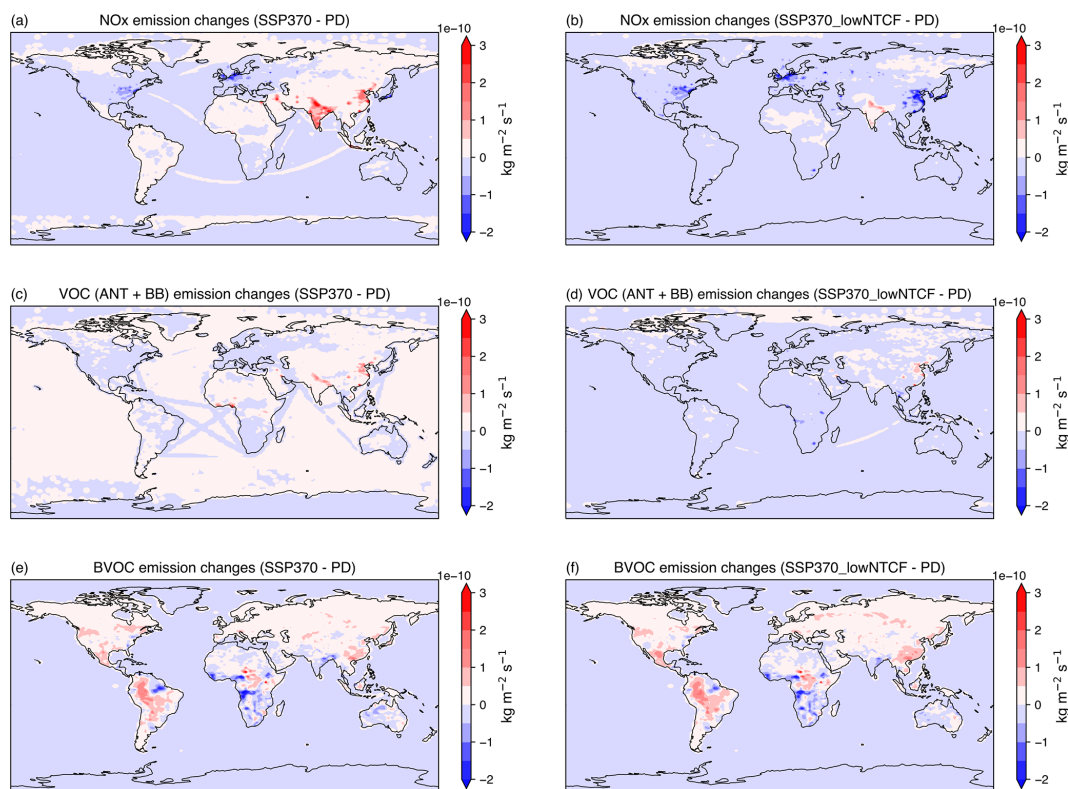 (a) NOx emission changes (SSP370 - PD)
1e−10
3
2
1
0
−1
−2
kg m−2 s−1
(b) NOx emission changes (SSP370_lowNTCF - PD)
1e−10
3
2
1
0
−1
−2
kg m−2 s−1
(c) VOC (ANT + BB) emission changes (SSP370 - PD)
1e−10
3
2
1
0
−1
−2
kg m−2 s−1
(d) VOC (ANT + BB) emission changes (SSP370_lowNTCF - PD)
1e−10
3
2
1
0
−1
−2
kg m−2 s−1
(e) BVOC emission changes (SSP370 - PD)
1e−10
3
2
1
0
−1
−2
kg m−2 s−1
(f) BVOC emission changes (SSP370_lowNTCF - PD)
1e−10
3
2
1
0
−1
−2
kg m−2 s−1